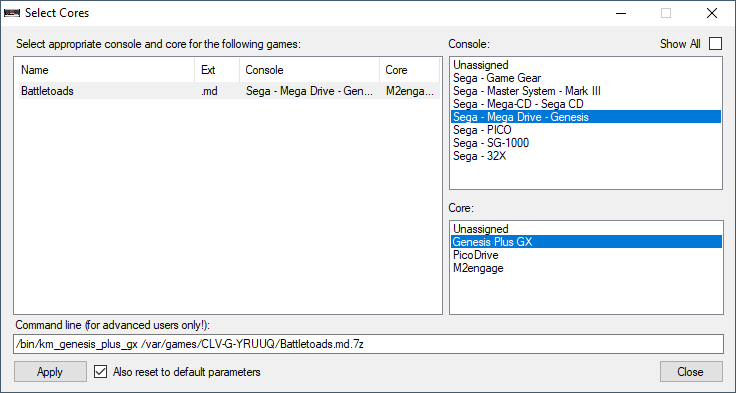 Select Cores
Select appropriate console and core for the following games:
Name Ext Console Core
Battletoads .md Sega - Mega Drive - Gen... M2enga...
Console: Show All
Unassigned
Sega - Game Gear
Sega - Master System - Mark III
Sega - Mega-CD - Sega CD
Sega - Mega Drive - Genesis
Sega - PICO
Sega - SG-1000
Sega - 32X
Core:
Unassigned
Genesis Plus GX
PicoDrive
M2engage
Command line (for advanced users only!):
/bin/km_genesis_plus_gx /var/games/CLV-G-YRUUQ/Battletoads.md.7z
Apply Also reset to default parameters Close